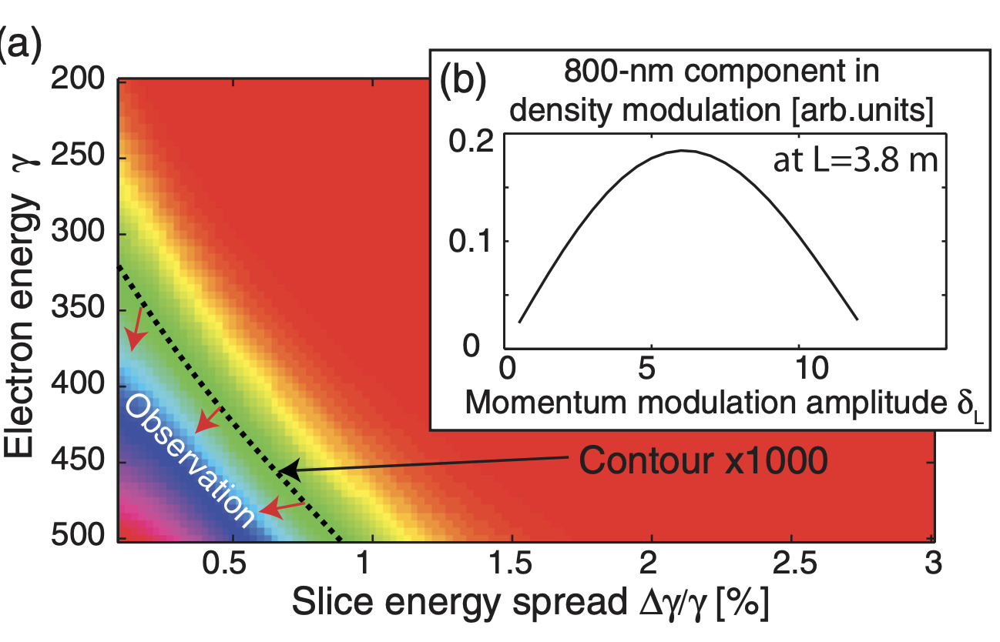 (a)
200
250
300
350
400
450
500
Electron energy γ
0.5
1
1.5
2
2.5
3
Slice energy spread Δγ/γ [%]
Observation
Contour x1000
(b)
800-nm component in
density modulation [arb.units]
at L=3.8 m
0.2
0.1
0
0
5
10
Momentum modulation amplitude δL